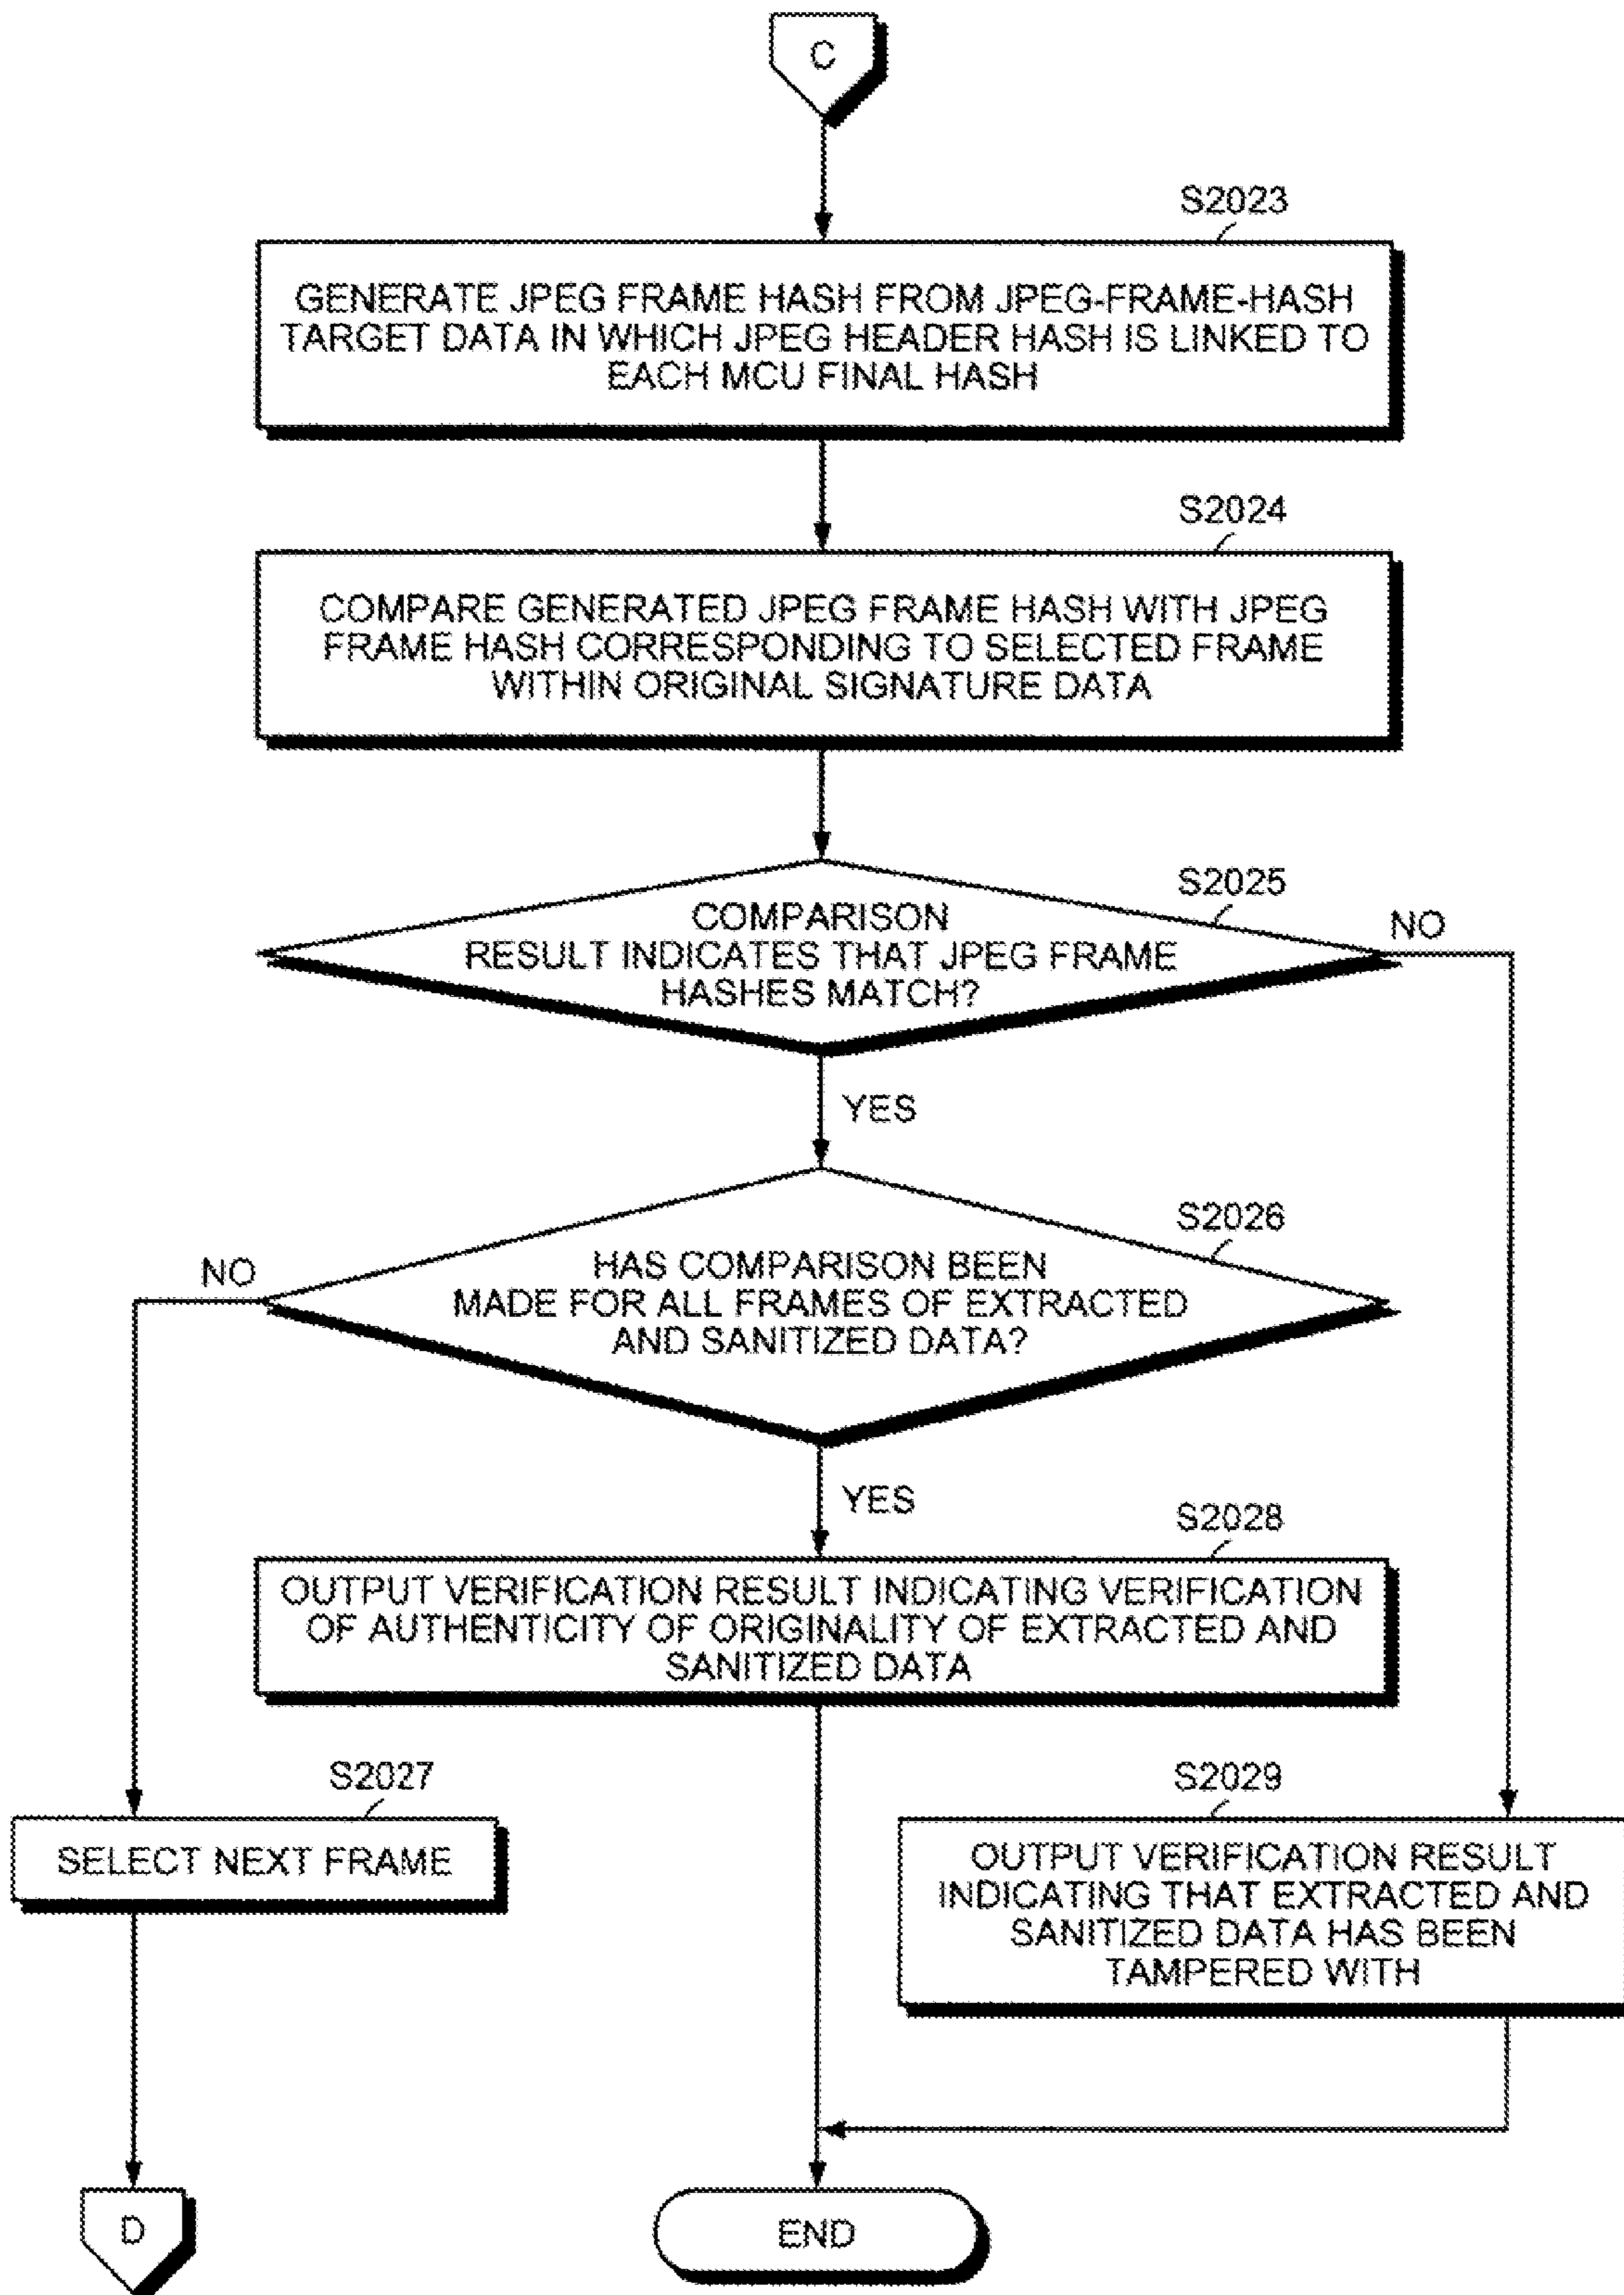 C
S2023
GENERATE JPEG FRAME HASH FROM JPEG-FRAME-HASH
TARGET DATA IN WHICH JPEG HEADER HASH IS LINKED TO
EACH MCU FINAL HASH
S2024
COMPARE GENERATED JPEG FRAME HASH WITH JPEG
FRAME HASH CORRESPONDING TO SELECTED FRAME
WITHIN ORIGINAL SIGNATURE DATA
S2025
COMPARISON
RESULT INDICATES THAT JPEG FRAME
HASHES MATCH?
NO
YES
S2026
HAS COMPARISON BEEN
MADE FOR ALL FRAMES OF EXTRACTED
AND SANITIZED DATA?
NO
YES
S2028
OUTPUT VERIFICATION RESULT INDICATING VERIFICATION
OF AUTHENTICITY OF ORIGINALITY OF EXTRACTED AND
SANITIZED DATA
S2027
SELECT NEXT FRAME
S2029
OUTPUT VERIFICATION RESULT
INDICATING THAT EXTRACTED AND
SANITIZED DATA HAS BEEN
TAMPERED WITH
D
END